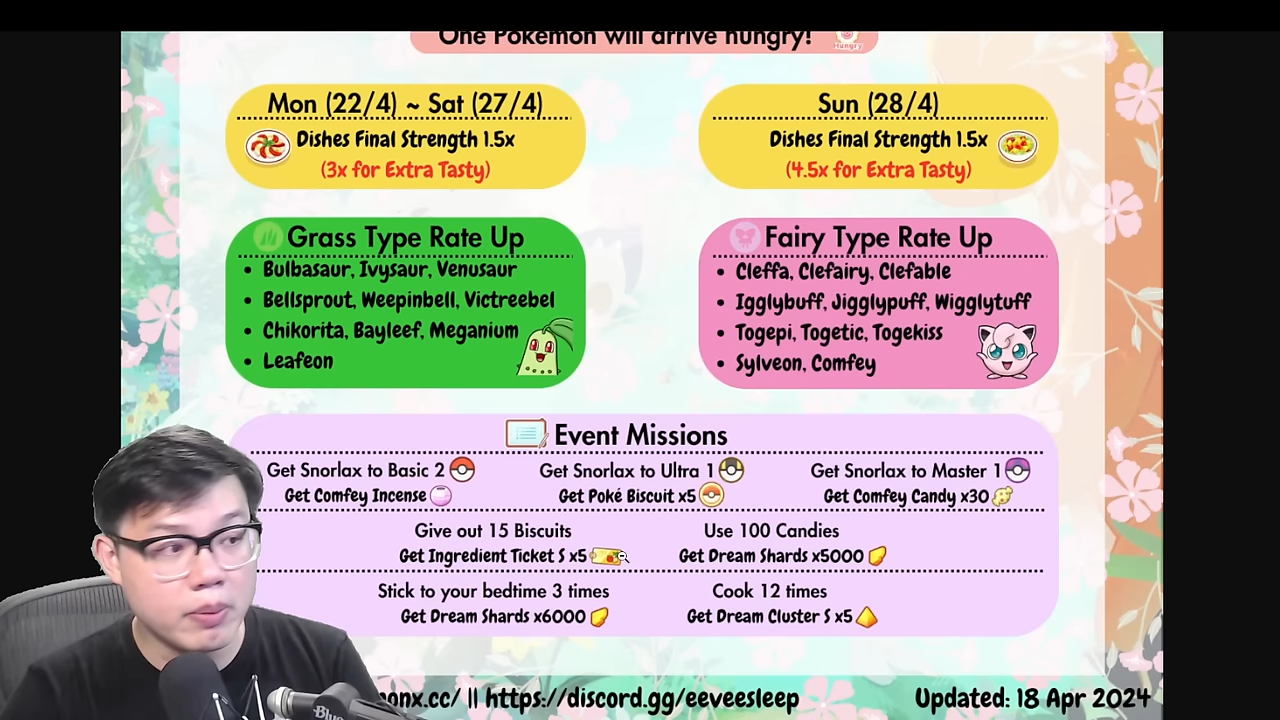 One Pokémon will arrive hungry!
Hungry
Mon (22/4) ~ Sat (27/4)
Dishes Final Strength 1.5x
(3x for Extra Tasty)
Sun (28/4)
Dishes Final Strength 1.5x
(4.5x for Extra Tasty)
Grass Type Rate Up
• Bulbasaur, Ivysaur, Venusaur
• Bellsprout, Weepinbell, Victreebel
• Chikorita, Bayleef, Meganium
• Leafeon
Fairy Type Rate Up
• Cleffa, Clefairy, Clefable
• Igglybuff, Jigglypuff, Wigglytuff
• Togepi, Togetic, Togekiss
• Sylveon, Comfey
Event Missions
Get Snorlax to Basic 2
Get Comfey Incense
Get Snorlax to Ultra 1
Get Poké Biscuit x5
Get Snorlax to Master 1
Get Comfey Candy x30
Give out 15 Biscuits
Get Ingredient Ticket S x5
Use 100 Candies
Get Dream Shards x5000
Stick to your bedtime 3 times
Get Dream Shards x6000
Cook 12 times
Get Dream Cluster S x5
onx.cc/ || https://discord.gg/eeveesleep
Updated: 18 Apr 2024
Blue